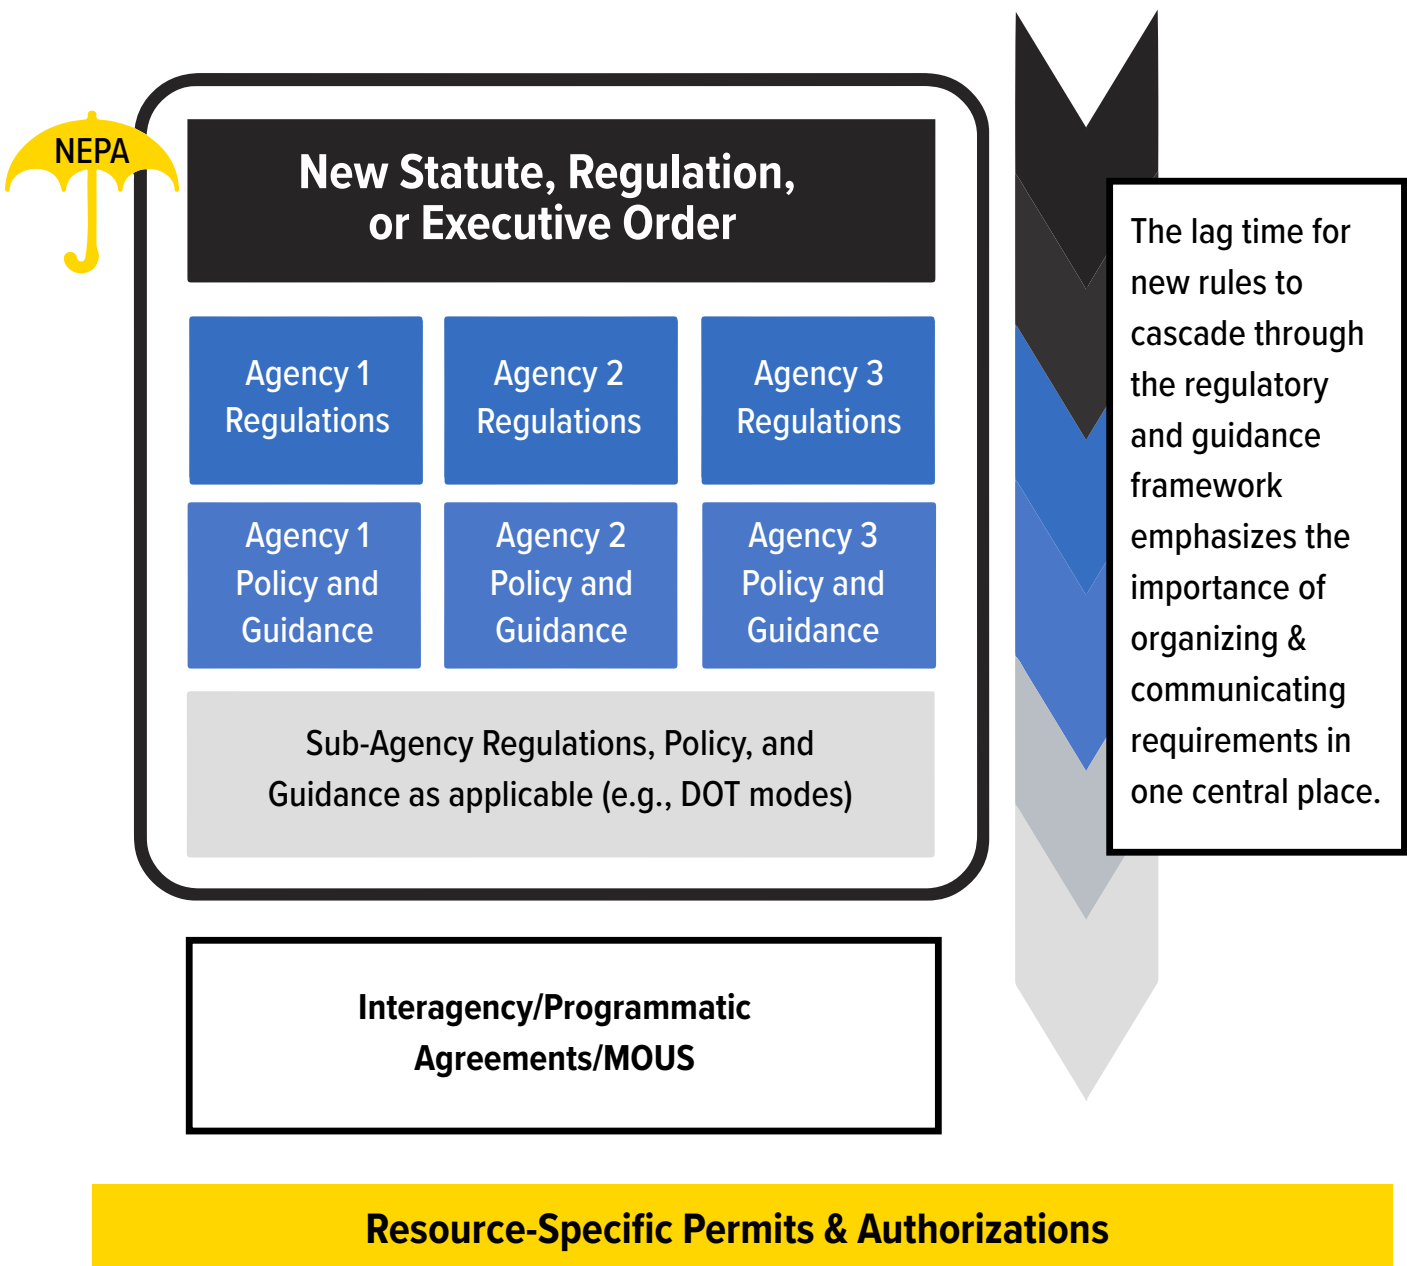 NEPA
New Statute, Regulation,
or Executive Order
Agency 1
Regulations
Agency 2
Regulations
Agency 3
Regulations
Agency 1
Policy and
Guidance
Agency 2
Policy and
Guidance
Agency 3
Policy and
Guidance
Sub-Agency Regulations, Policy, and
Guidance as applicable (e.g., DOT modes)
The lag time for
new rules to
cascade through
the regulatory
and guidance
framework
emphasizes the
importance of
organizing &
communicating
requirements in
one central place.
Interagency/Programmatic
Agreements/MOUS
Resource-Specific Permits & Authorizations